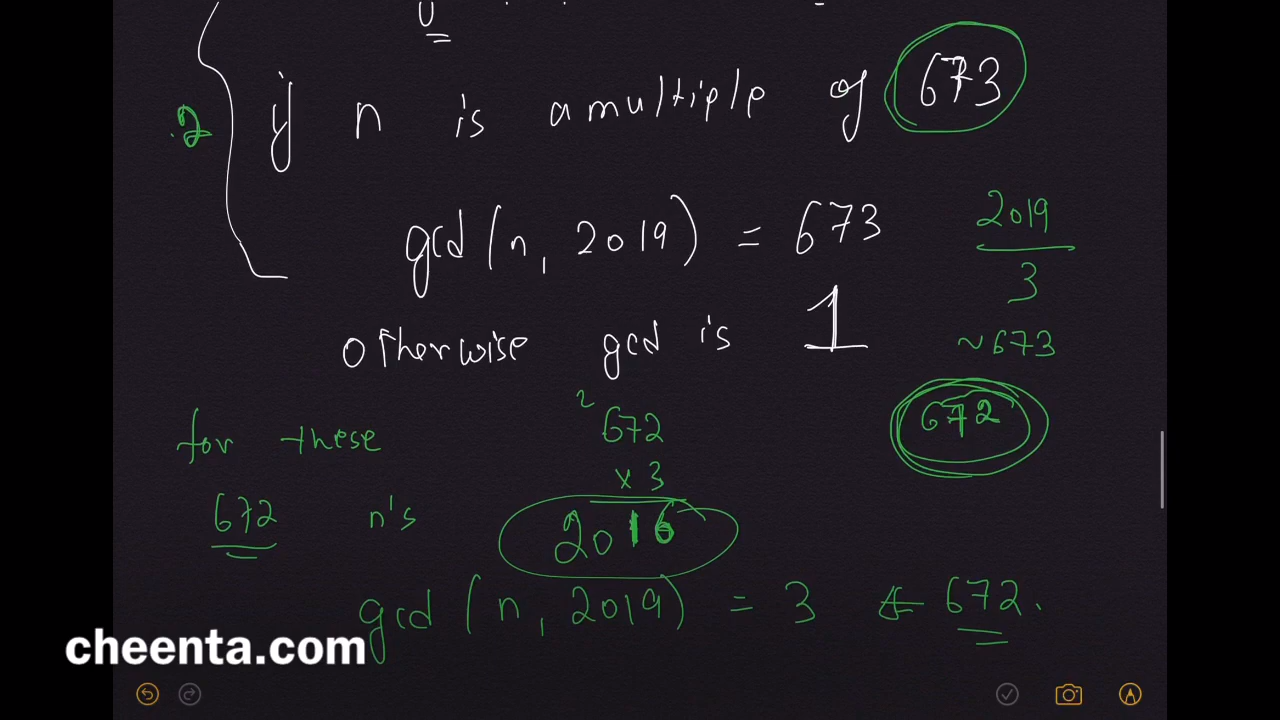 if n is a multiple of 673
2
gcd(n, 2019) = 673
2019
3
otherwise gcd is 1
~673
2
672
672
for these
x 3
672 n's
2016
gcd(n, 2019) = 3 ← 672.
cheenta.com